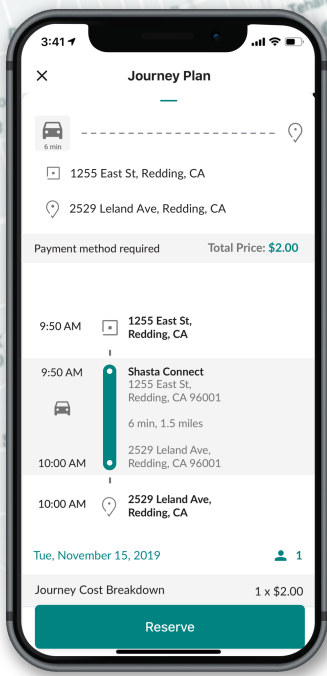 3:41
Journey Plan
6 min
1255 East St, Redding, CA
2529 Leland Ave, Redding, CA
Payment method required Total Price: $2.00
9:50 AM 1255 East St,
Redding, CA
9:50 AM Shasta Connect
1255 East St,
Redding, CA 96001
6 min, 1.5 miles
2529 Leland Ave,
10:00 AM Redding, CA 96001
10:00 AM 2529 Leland Ave,
Redding, CA
Tue, November 15, 2019 1
Journey Cost Breakdown 1 x $2.00
Reserve